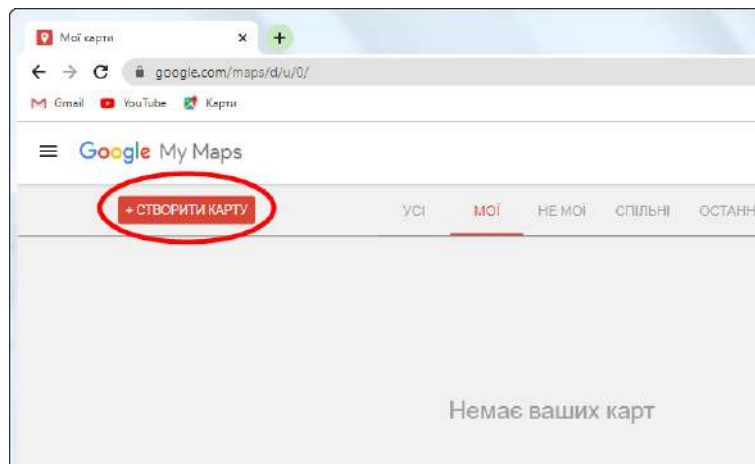 Мої карти
google.com/maps/d/u/0/
Gmail YouTube Карти
Google My Maps
+ СТВОРИТИ КАРТУ УСІ МОЇ НЕ МОЇ СПІЛЬНІ ОСТАНН
Немає ваших карт